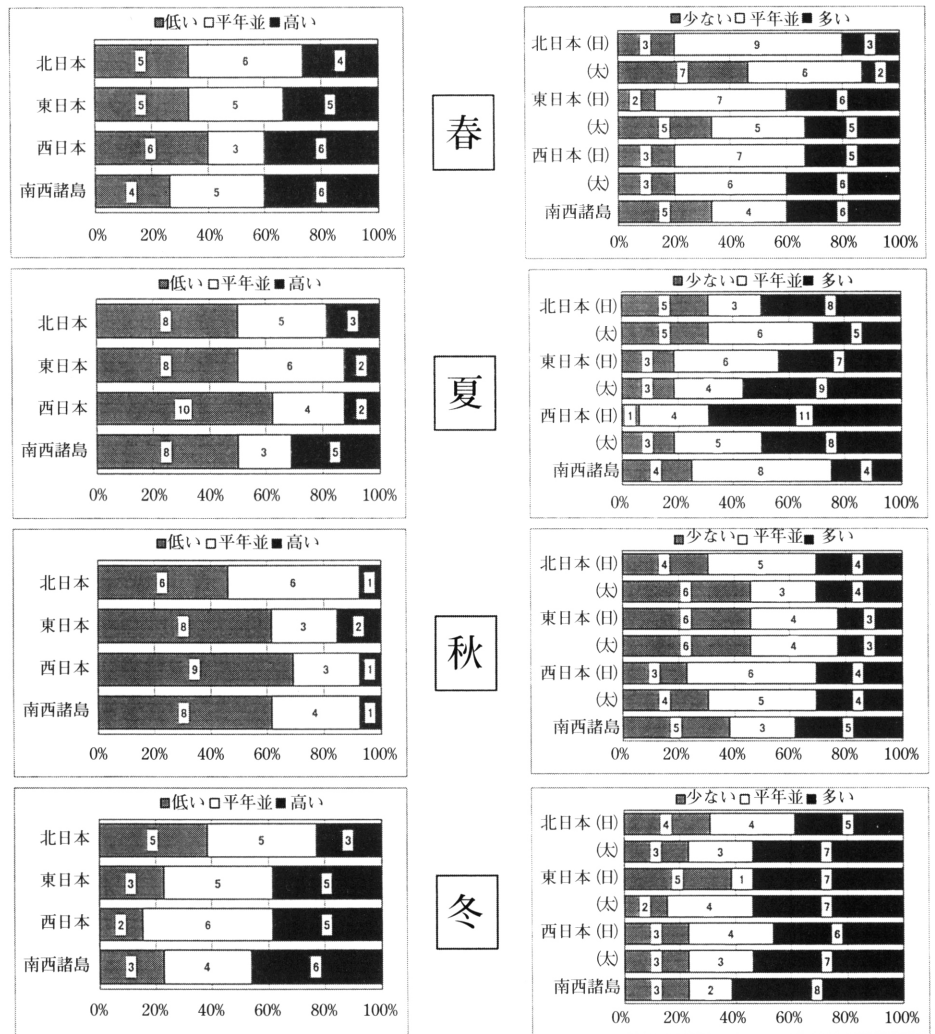 ■低い □平年並 ■高い
北日本 5 6 4
東日本 5 5 5
西日本 6 3 6
南西諸島 4 5 6
0% 20% 40% 60% 80% 100%
春
■少ない □平年並 ■多い
北日本(日) 3 9 3
(太) 7 6 2
東日本(日) 2 7 6
(太) 5 5 5
西日本(日) 3 7 5
(太) 3 6 6
南西諸島 5 4 6
0% 20% 40% 60% 80% 100%
■低い □平年並 ■高い
北日本 8 5 3
東日本 8 6 2
西日本 10 4 2
南西諸島 8 3 5
0% 20% 40% 60% 80% 100%
夏
■少ない □平年並 ■多い
北日本(日) 5 3 8
(太) 5 6 5
東日本(日) 3 6 7
(太) 3 4 9
西日本(日) 1 4 11
(太) 3 5 8
南西諸島 4 8 4
0% 20% 40% 60% 80% 100%
■低い □平年並 ■高い
北日本 6 6 1
東日本 8 3 2
西日本 9 3 1
南西諸島 8 4 1
0% 20% 40% 60% 80% 100%
秋
■少ない □平年並 ■多い
北日本(日) 4 5 4
(太) 6 3 4
東日本(日) 6 4 3
(太) 6 4 3
西日本(日) 3 6 4
(太) 4 5 4
南西諸島 5 3 5
0% 20% 40% 60% 80% 100%
■低い □平年並 ■高い
北日本 5 5 3
東日本 3 5 5
西日本 2 6 5
南西諸島 3 4 6
0% 20% 40% 60% 80% 100%
冬
■少ない □平年並 ■多い
北日本(日) 4 4 5
(太) 3 3 7
東日本(日) 5 1 7
(太) 2 4 7
西日本(日) 3 4 6
(太) 3 3 7
南西諸島 3 2 8
0% 20% 40% 60% 80% 100%